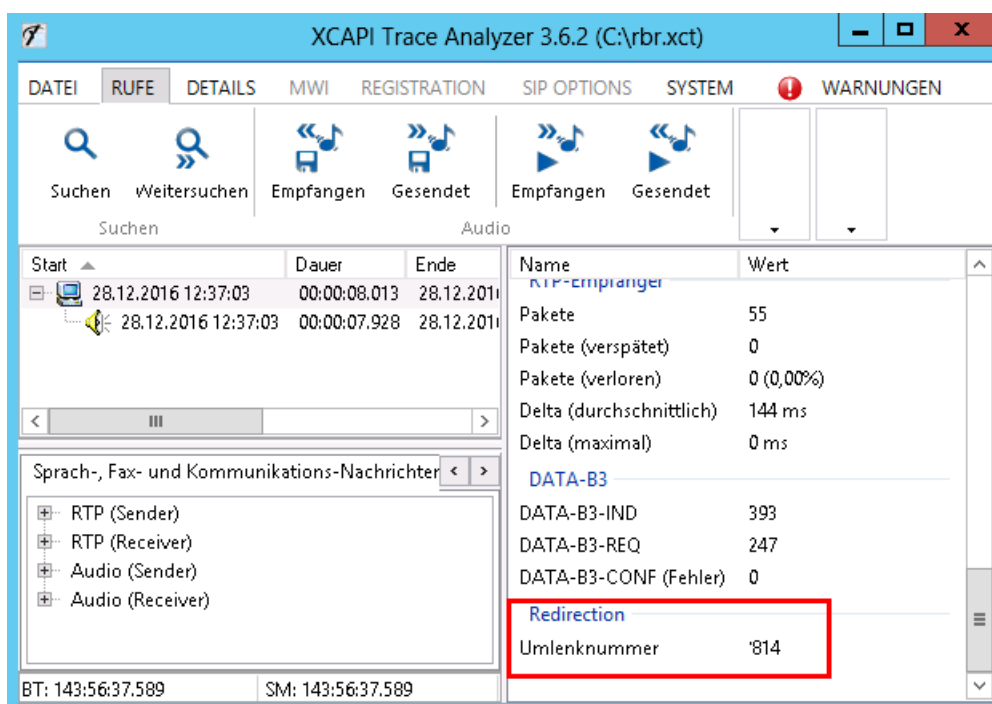 XCAPI Trace Analyzer 3.6.2 (C:\rbr.xct)
DATEI RUFE DETAILS MWI REGISTRATION SIP OPTIONS SYSTEM WARNUNGEN
Suchen Weitersuchen Empfangen Gesendet Empfangen Gesendet
Suchen Audio
Start Dauer Ende
28.12.2016 12:37:03 00:00:08.013 28.12.201
28.12.2016 12:37:03 00:00:07.928 28.12.201
Sprach-, Fax- und Kommunikations-Nachrichter
RTP (Sender)
RTP (Receiver)
Audio (Sender)
Audio (Receiver)
BT: 143:56:37.589 SM: 143:56:37.589
Name Wert
RTP-Empfänger
Pakete 55
Pakete (verspätet) 0
Pakete (verloren) 0 (0,00%)
Delta (durchschnittlich) 144 ms
Delta (maximal) 0 ms
DATA-B3
DATA-B3-IND 393
DATA-B3-REQ 247
DATA-B3-CONF (Fehler) 0
Redirection
Umlenknummer '814